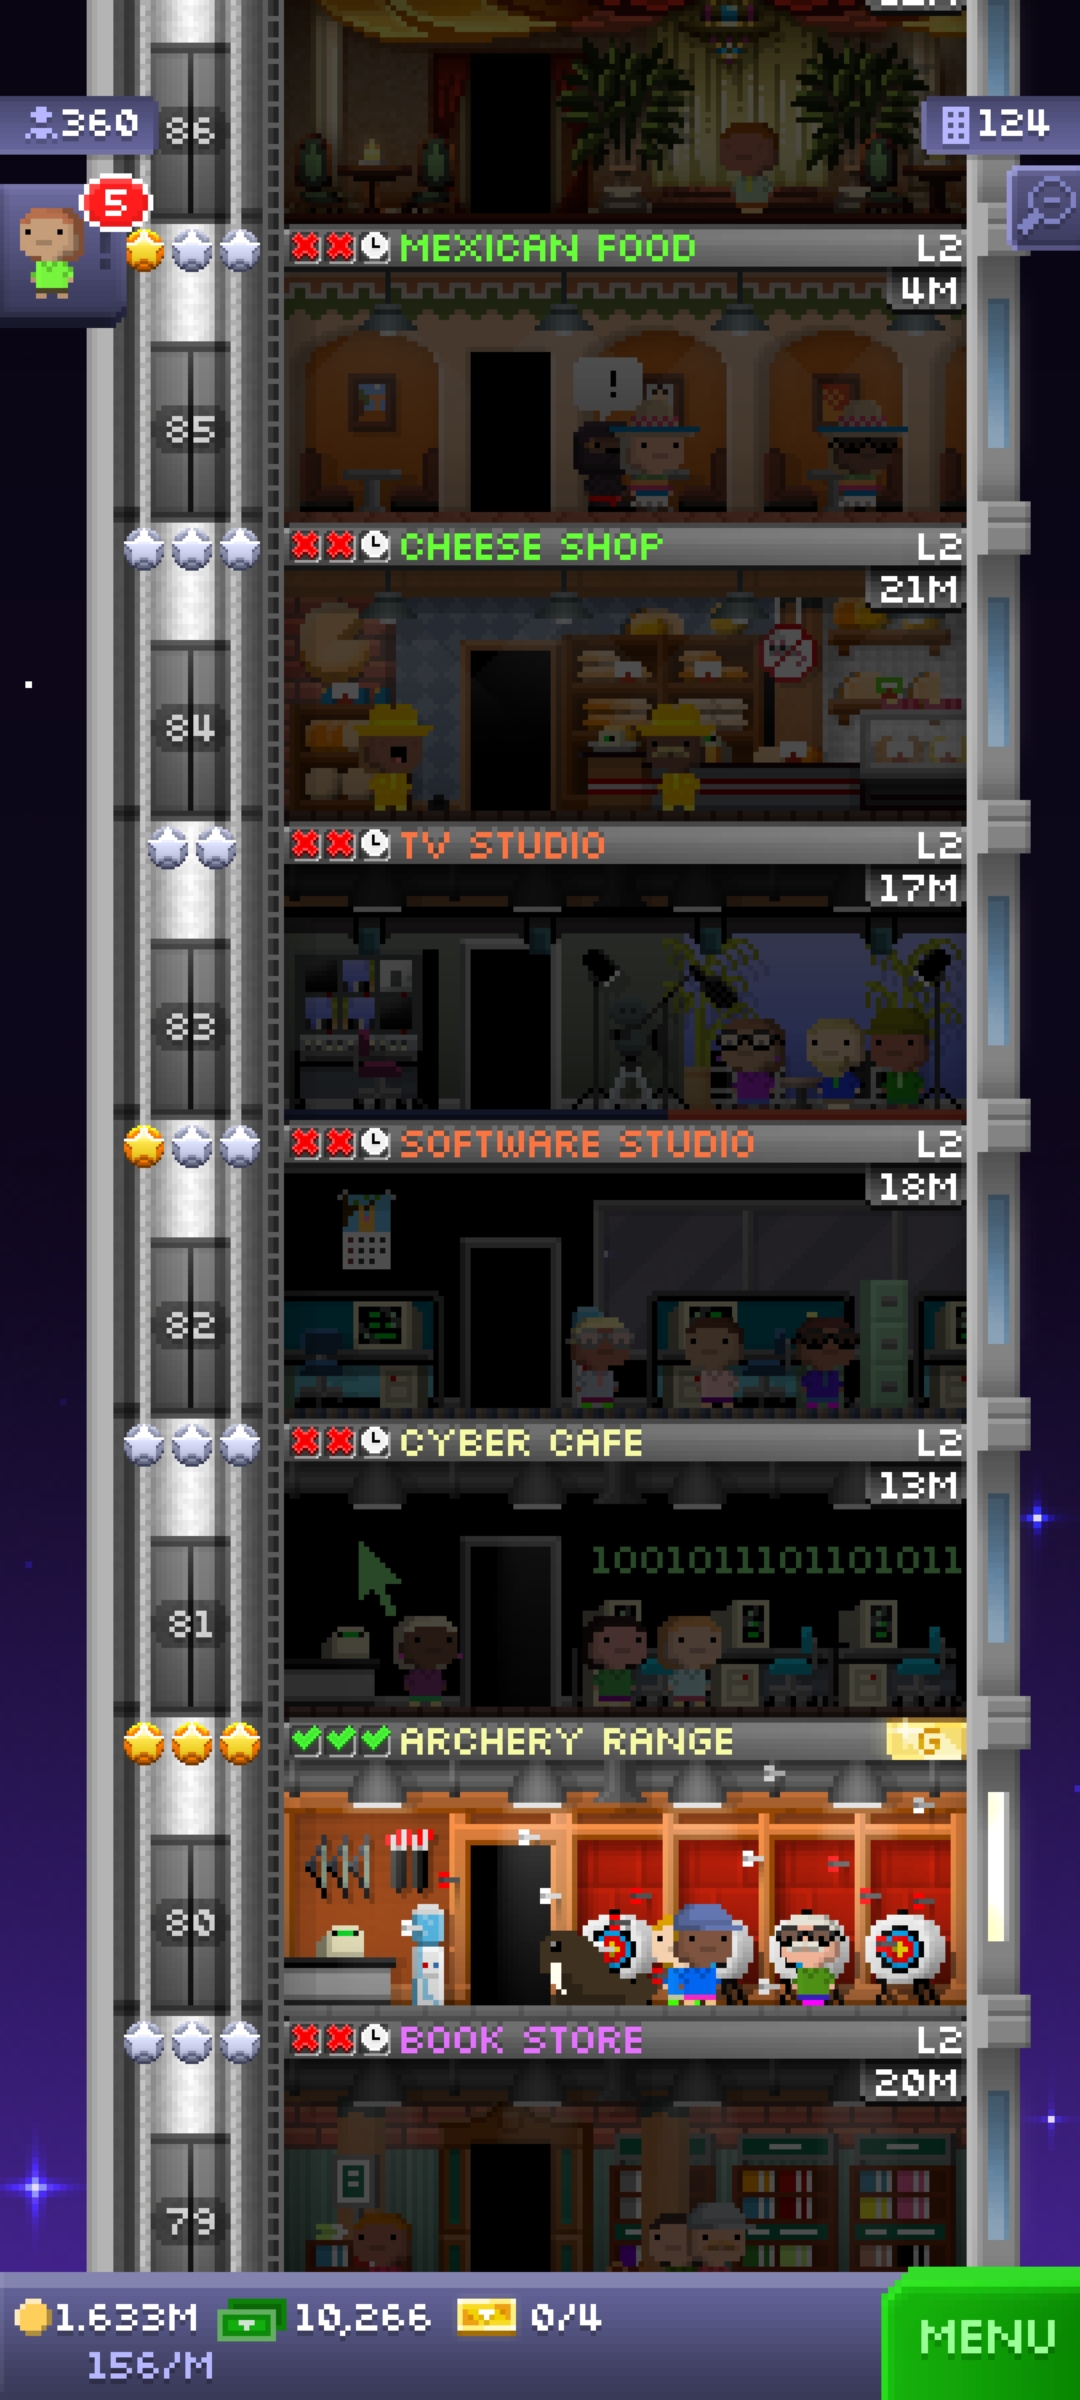 360
124
86
5
MEXICAN FOOD L2
4M
!
85
CHEESE SHOP L2
21M
84
TV STUDIO L2
17M
83
SOFTWARE STUDIO L2
18M
82
CYBER CAFE L2
13M
1001011101101011
81
ARCHERY RANGE G
80
BOOK STORE L2
20M
8
79
1.633M 10,266 0/4
156/M
MENU